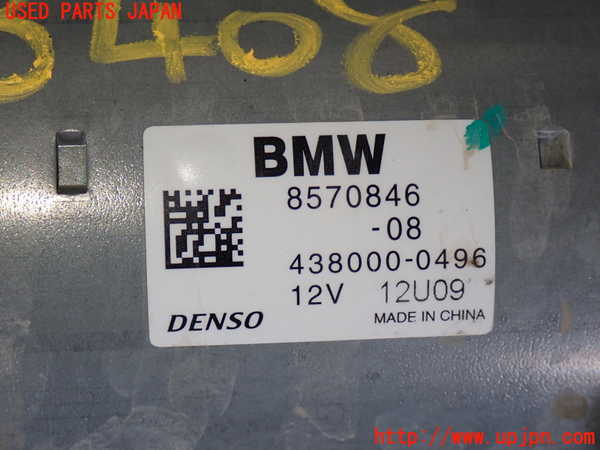 USED PARTS JAPAN
BMW
8570846
-08
438000-0496
12V 12U09
DENSO
MADE IN CHINA
http://www.upjpn.com